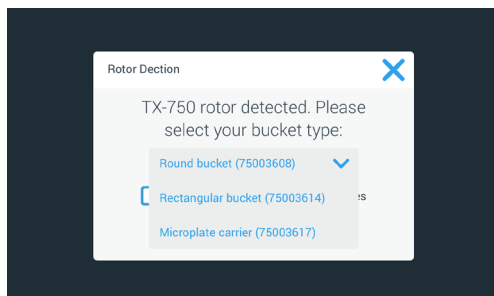 Rotor Dection
TX-750 rotor detected. Please
select your bucket type:
Round bucket (75003608)
Rectangular bucket (75003614)
Microplate carrier (75003617)